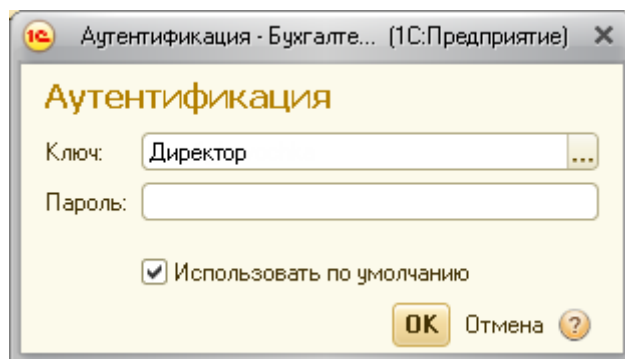 1С Аутентификация - Бухгалте... (1С:Предприятие)
Аутентификация
Ключ: Директор ...
Пароль:
Использовать по умолчанию
OK Отмена ?